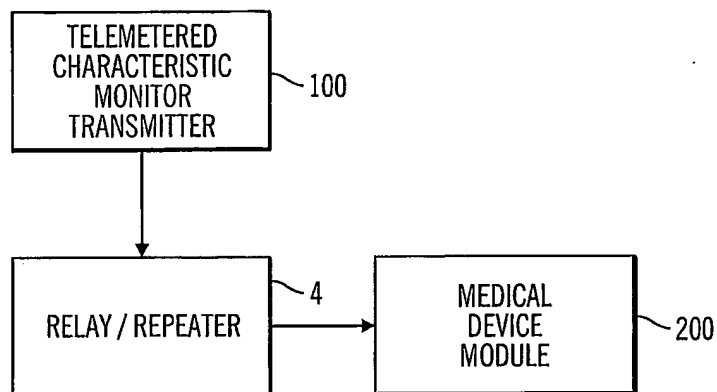 TELEMETERED
CHARACTERISTIC
MONITOR
TRANSMITTER
100
RELAY / REPEATER
4
MEDICAL
DEVICE
MODULE
200